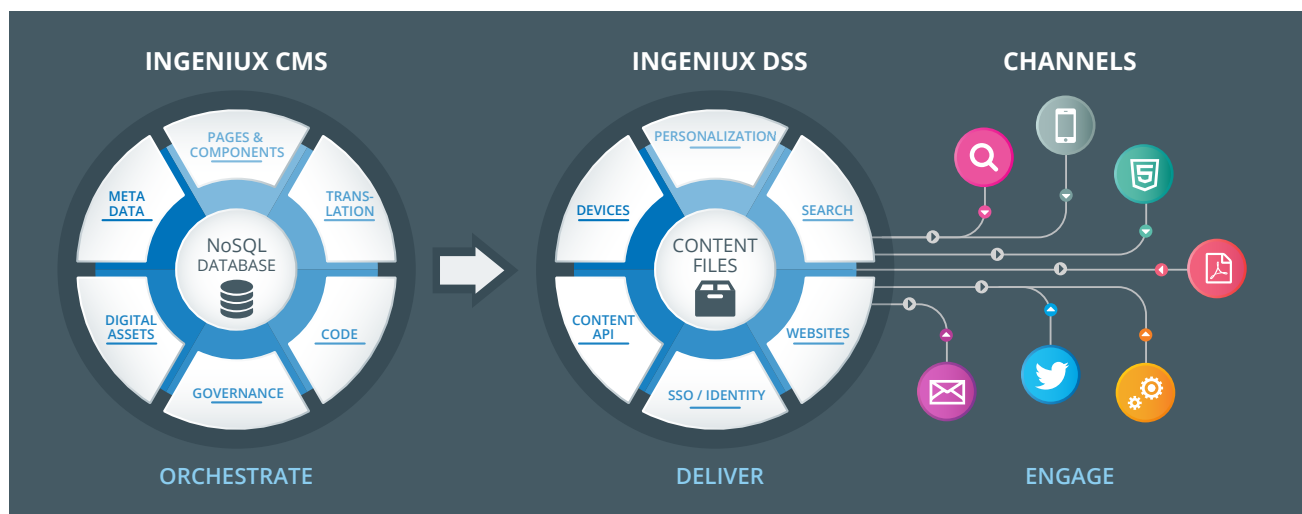 INGENIUX CMS
PAGES &
COMPONENTS
META
DATA
TRANS-
LATION
NoSQL
DATABASE
DIGITAL
ASSETS
CODE
GOVERNANCE
ORCHESTRATE
INGENIUX DSS
PERSONALIZATION
DEVICES
SEARCH
CONTENT
FILES
CONTENT
API
WEBSITES
SSO / IDENTITY
DELIVER
CHANNELS
5
ENGAGE